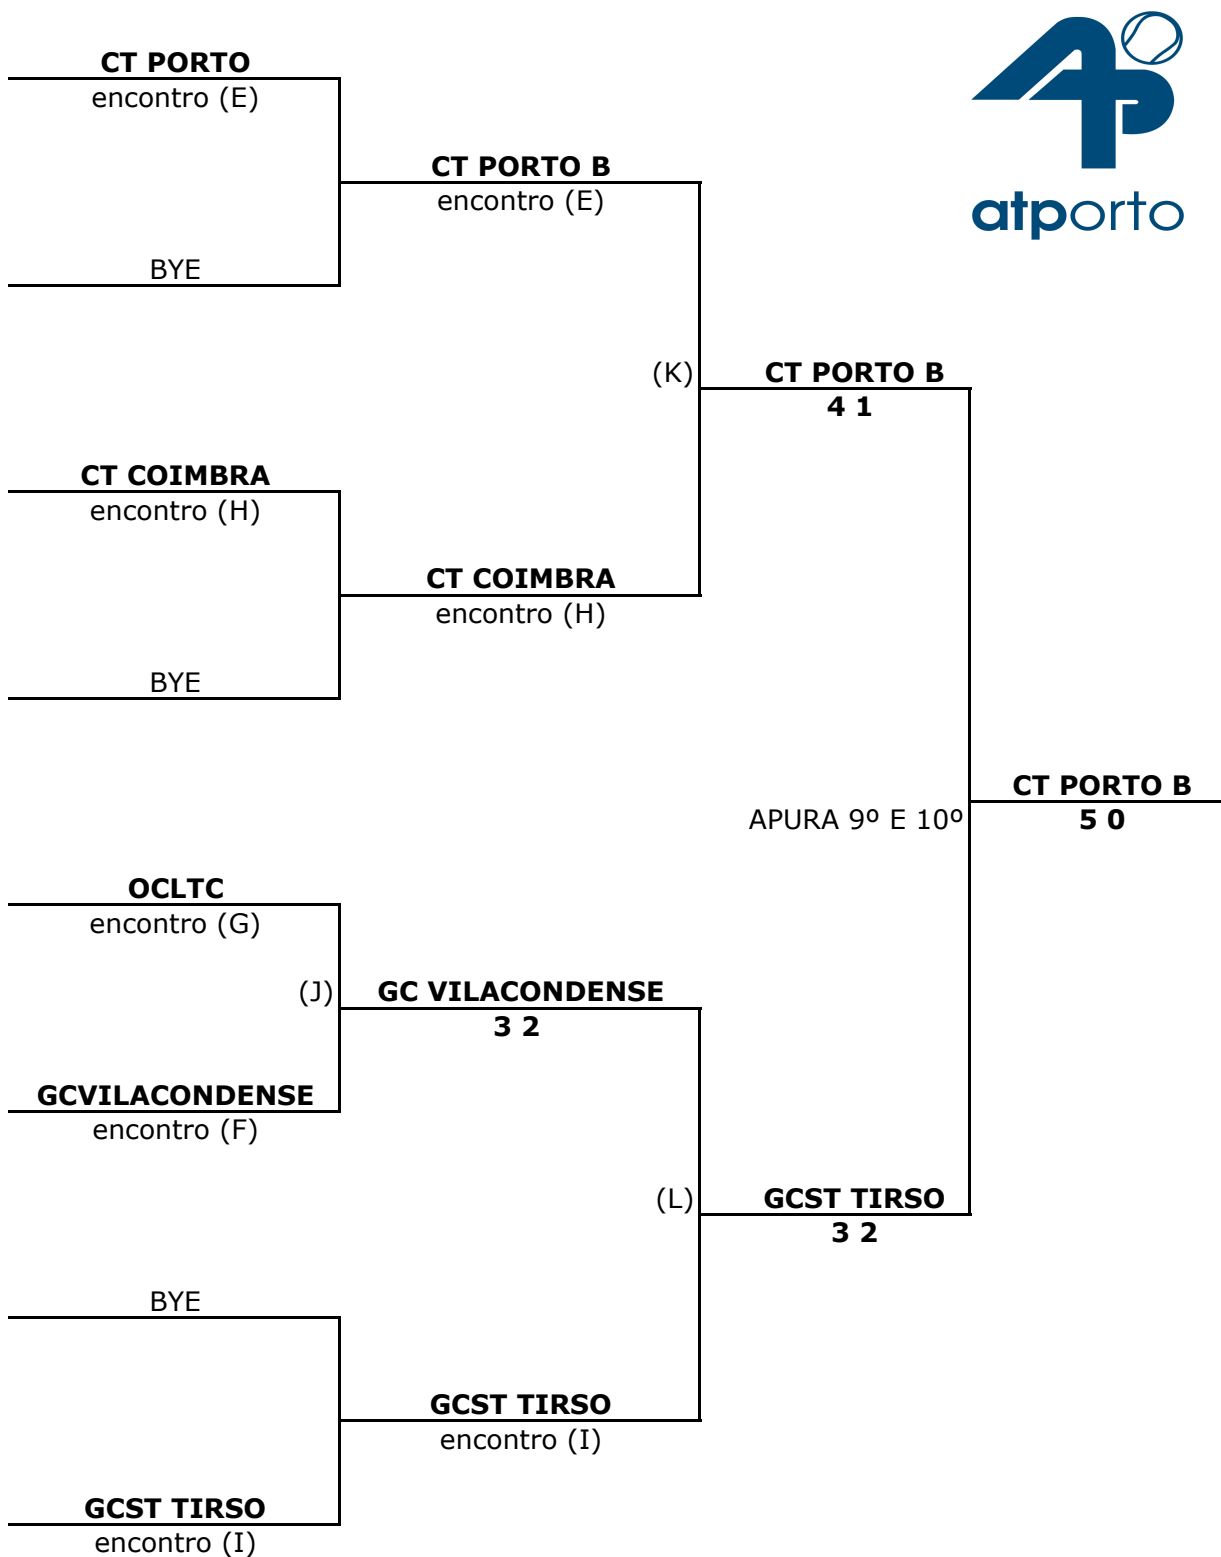 CT PORTO
encontro (E)
CT PORTO B
encontro (E)
atporto
BYE
(K)
CT PORTO B
4 1
CT COIMBRA
encontro (H)
CT COIMBRA
encontro (H)
BYE
CT PORTO B
APURA 9º E 10º
5 0
OCLTC
encontro (G)
(J)
GC VILACONDENSE
3 2
GCVILACONDENSE
encontro (F)
(L)
GCST TIRSO
3 2
BYE
GCST TIRSO
encontro (I)
GCST TIRSO
encontro (I)